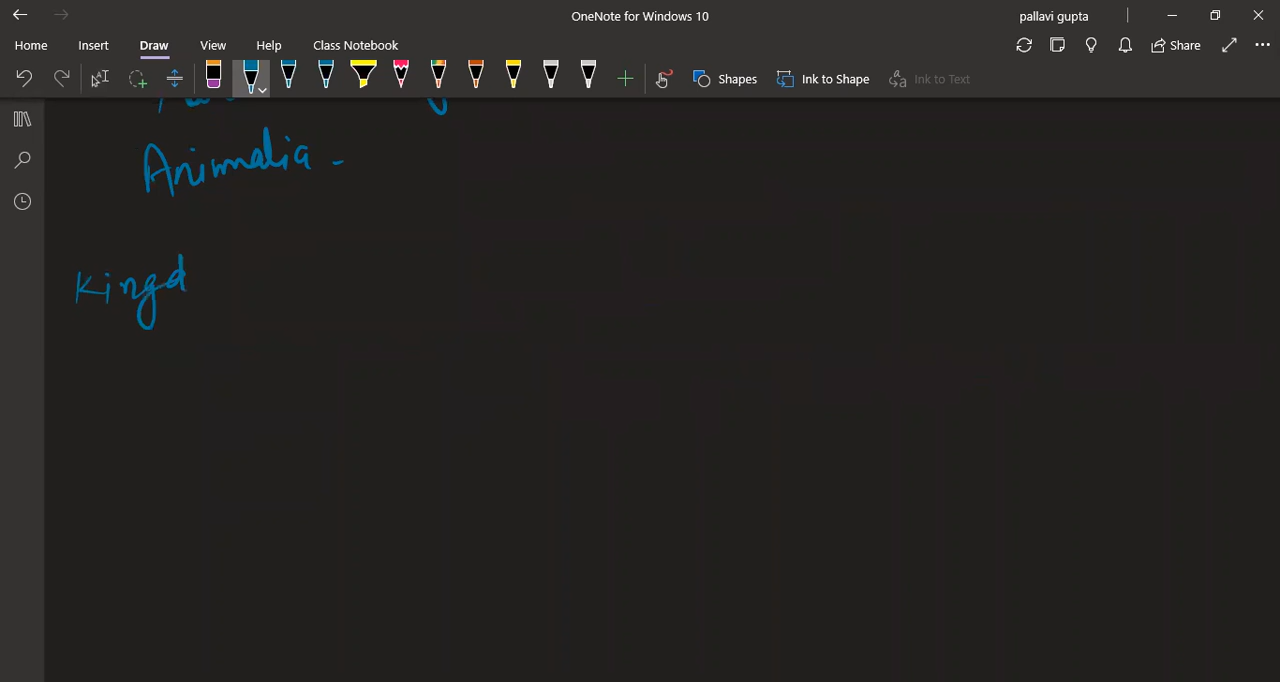 OneNote for Windows 10
pallavi gupta
Home Insert Draw View Help Class Notebook
Share
Shapes Ink to Shape Ink to Text
Animalia -
Kingd